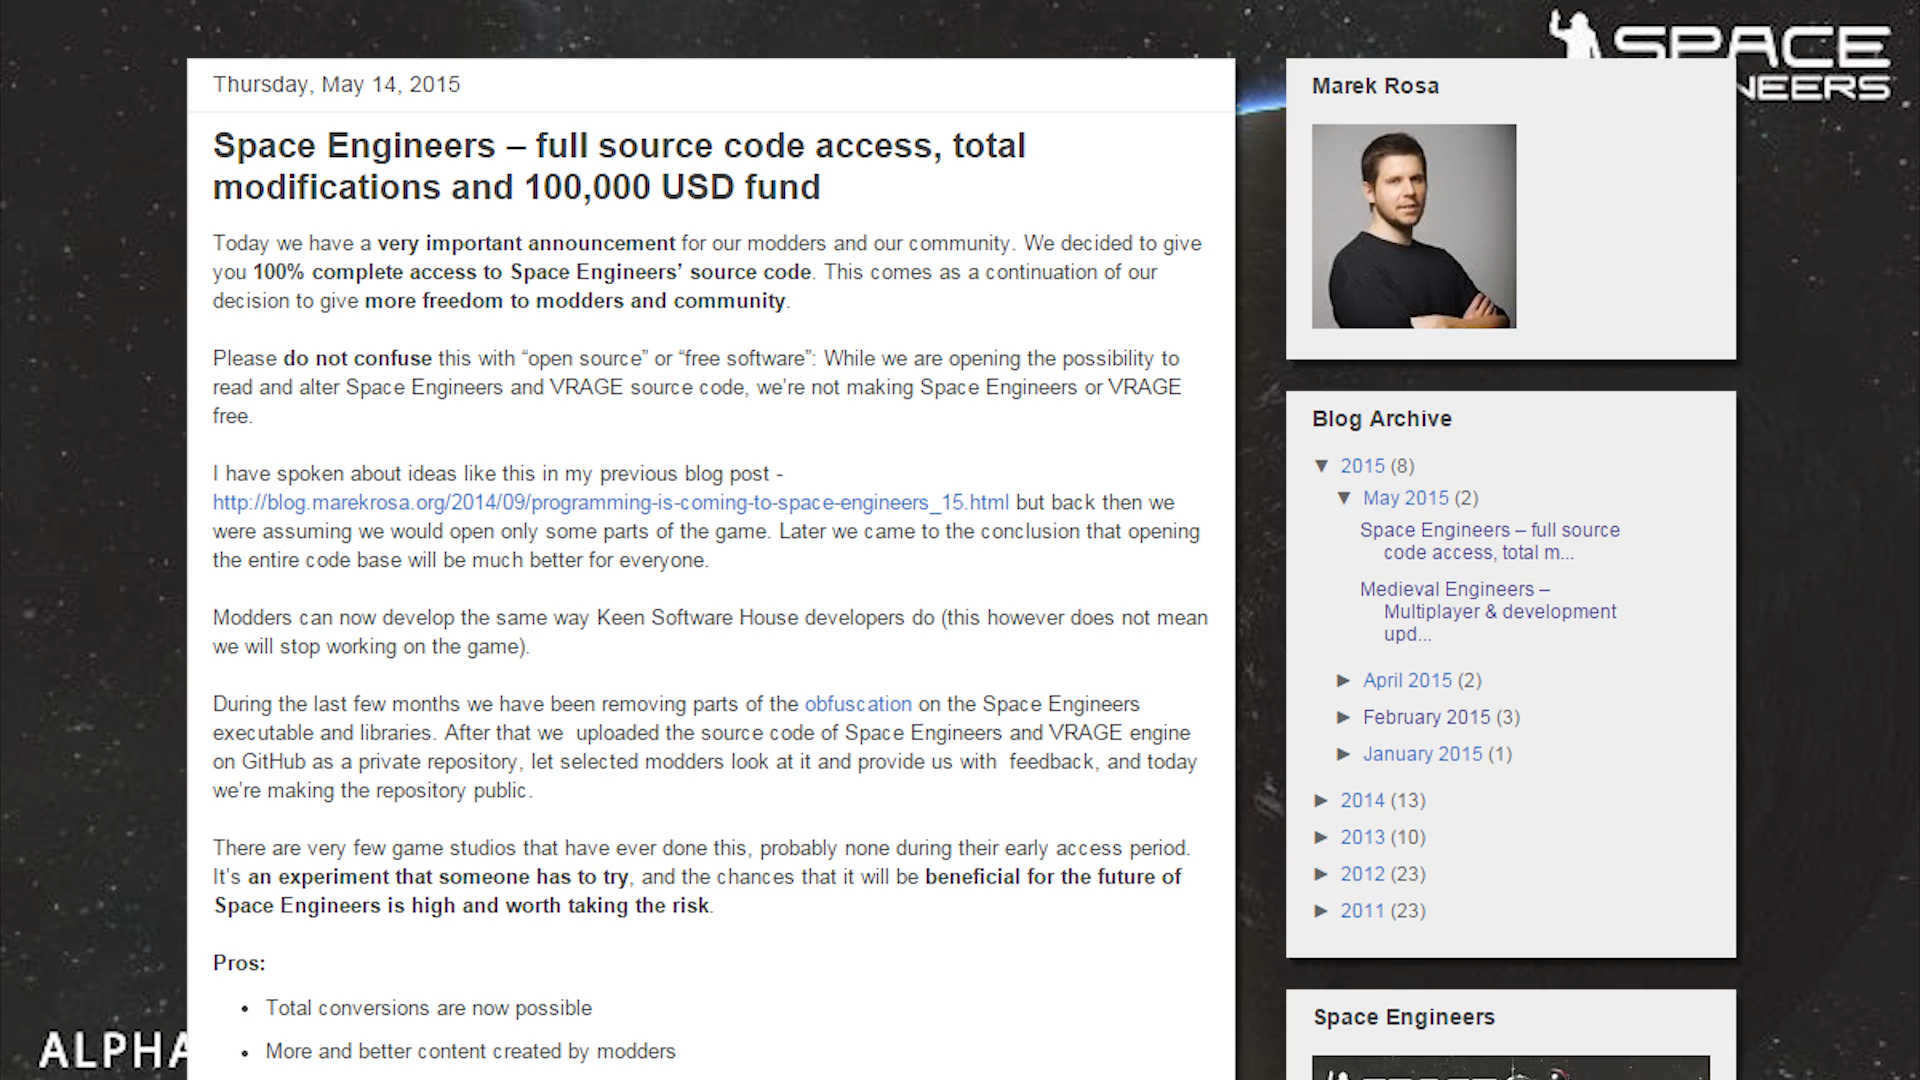 SPACE
NEERS
Thursday, May 14, 2015
Space Engineers – full source code access, total
modifications and 100,000 USD fund
Today we have a very important announcement for our modders and our community. We decided to give
you 100% complete access to Space Engineers’ source code. This comes as a continuation of our
decision to give more freedom to modders and community.
Please do not confuse this with “open source” or “free software”: While we are opening the possibility to
read and alter Space Engineers and VRAGE source code, we’re not making Space Engineers or VRAGE
free.
I have spoken about ideas like this in my previous blog post -
http://blog.marekrosa.org/2014/09/programming-is-coming-to-space-engineers_15.html but back then we
were assuming we would open only some parts of the game. Later we came to the conclusion that opening
the entire code base will be much better for everyone.
Modders can now develop the same way Keen Software House developers do (this however does not mean
we will stop working on the game).
During the last few months we have been removing parts of the obfuscation on the Space Engineers
executable and libraries. After that we  uploaded the source code of Space Engineers and VRAGE engine
on GitHub as a private repository, let selected modders look at it and provide us with  feedback, and today
we’re making the repository public.
There are very few game studios that have ever done this, probably none during their early access period.
It’s an experiment that someone has to try, and the chances that it will be beneficial for the future of
Space Engineers is high and worth taking the risk.
Pros:
• Total conversions are now possible
• More and better content created by modders
ALPHA
Marek Rosa
Blog Archive
▼ 2015 (8)
▼ May 2015 (2)
Space Engineers – full source
code access, total m...
Medieval Engineers –
Multiplayer & development
upd...
► April 2015 (2)
► February 2015 (3)
► January 2015 (1)
► 2014 (13)
► 2013 (10)
► 2012 (23)
► 2011 (23)
Space Engineers